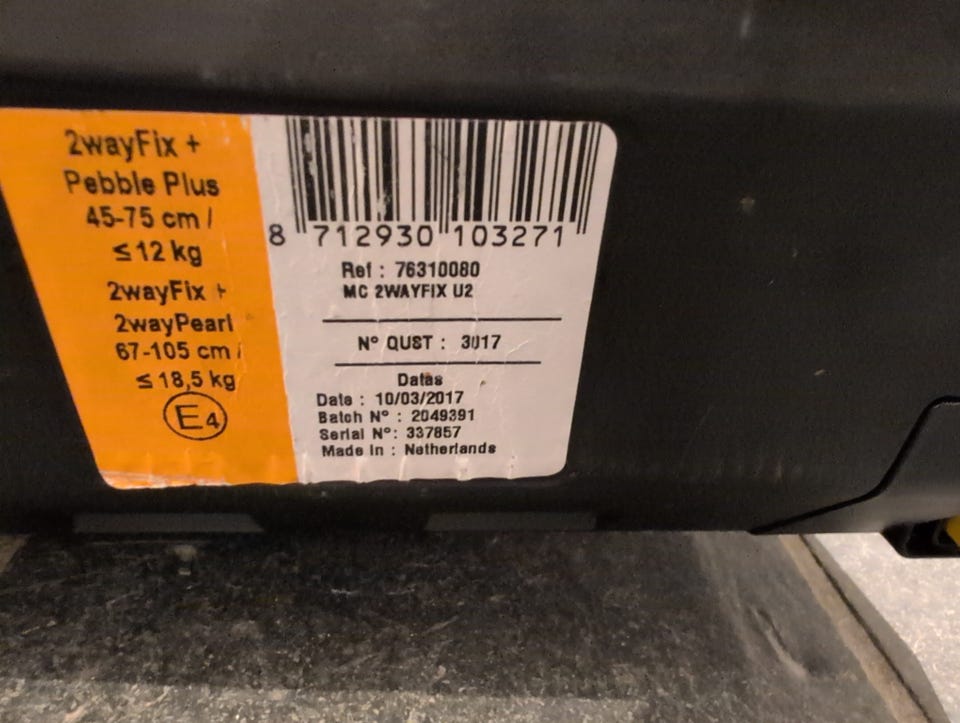 2wayFix +
Pebble Plus
45-75 cm /
≤ 12 kg
2wayFix +
2wayPearl
67-105 cm /
≤ 18,5 kg
E4
8 712930 103271
Ref : 76310080
MC 2WAYFIX U2
N° QUST : 3017
Datas
Date : 10/03/2017
Batch N° : 2049391
Serial N° : 337857
Made In : Netherlands